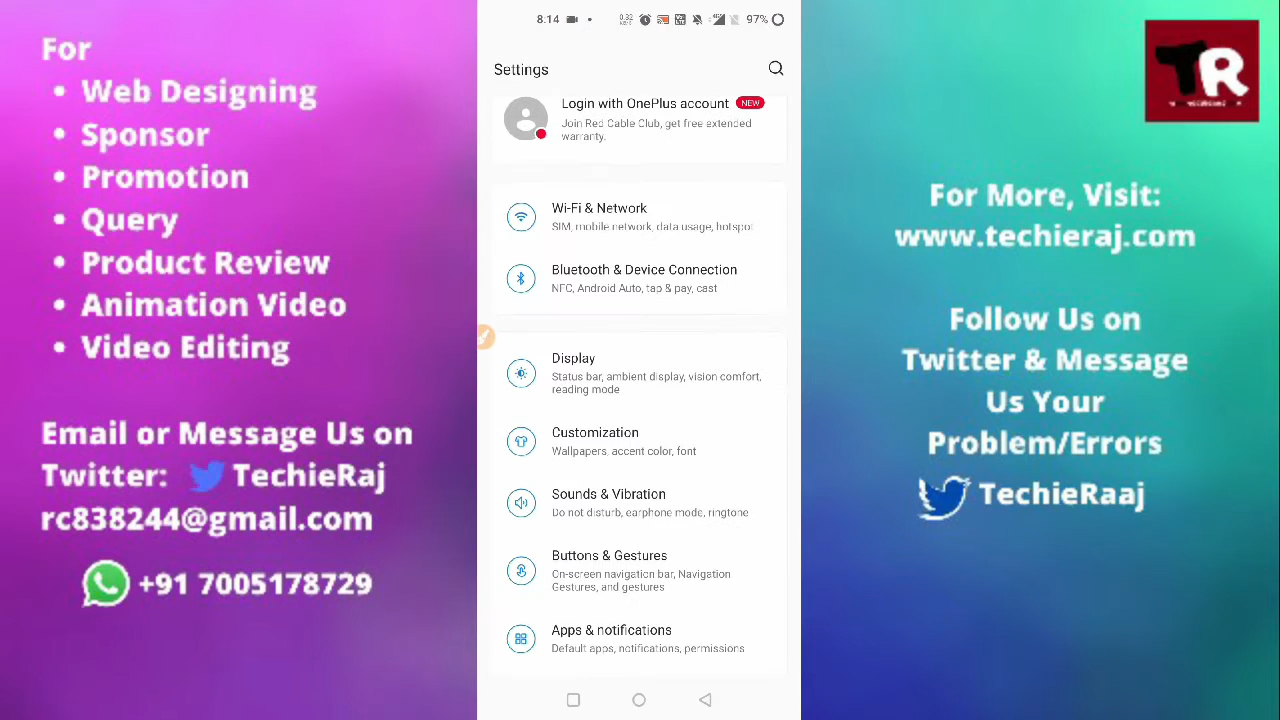 For
• Web Designing
• Sponsor
• Promotion
• Query
• Product Review
• Animation Video
• Video Editing
Email or Message Us on
Twitter: TechieRaj
rc838244@gmail.com
+91 7005178729
8:14
0.32
97%
Settings
Login with OnePlus account NEW
Join Red Cable Club, get free extended
warranty.
Wi-Fi & Network
SIM, mobile network, data usage, hotspot
Bluetooth & Device Connection
NFC, Android Auto, tap & pay, cast
Display
Status bar, ambient display, vision comfort,
reading mode
Customization
Wallpapers, accent color, font
Sounds & Vibration
Do not disturb, earphone mode, ringtone
Buttons & Gestures
On-screen navigation bar, Navigation
Gestures, and gestures
Apps & notifications
Default apps, notifications, permissions
TR
For More, Visit:
www.techieraj.com
Follow Us on
Twitter & Message
Us Your
Problem/Errors
TechieRaaj